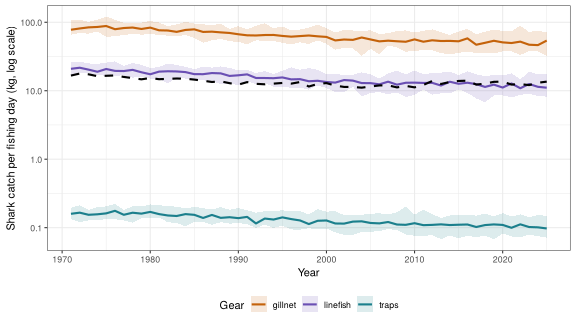 Shark catch per fishing day (kg, log scale)
100.0
10.0
1.0
0.1
1970
1980
1990
2000
2010
2020
Year
Gear
gillnet
linefish
traps